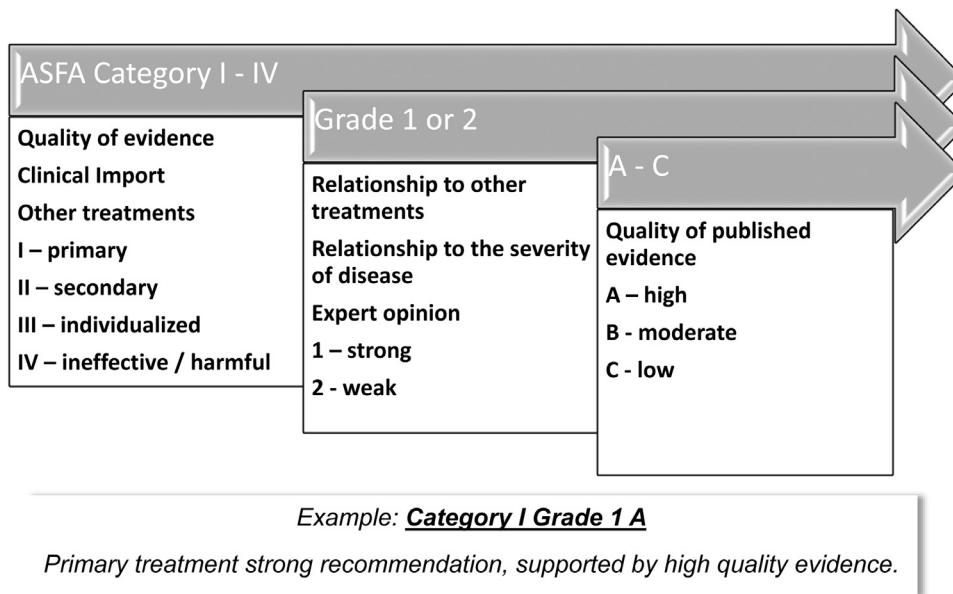 ASFA Category I - IV
Quality of evidence
Clinical Import
Other treatments
I – primary
II – secondary
III – individualized
IV – ineffective / harmful
Grade 1 or 2
Relationship to other
treatments
Relationship to the severity
of disease
Expert opinion
1 – strong
2 - weak
A - C
Quality of published
evidence
A – high
B - moderate
C - low
Example: Category I Grade 1 A
Primary treatment strong recommendation, supported by high quality evidence.